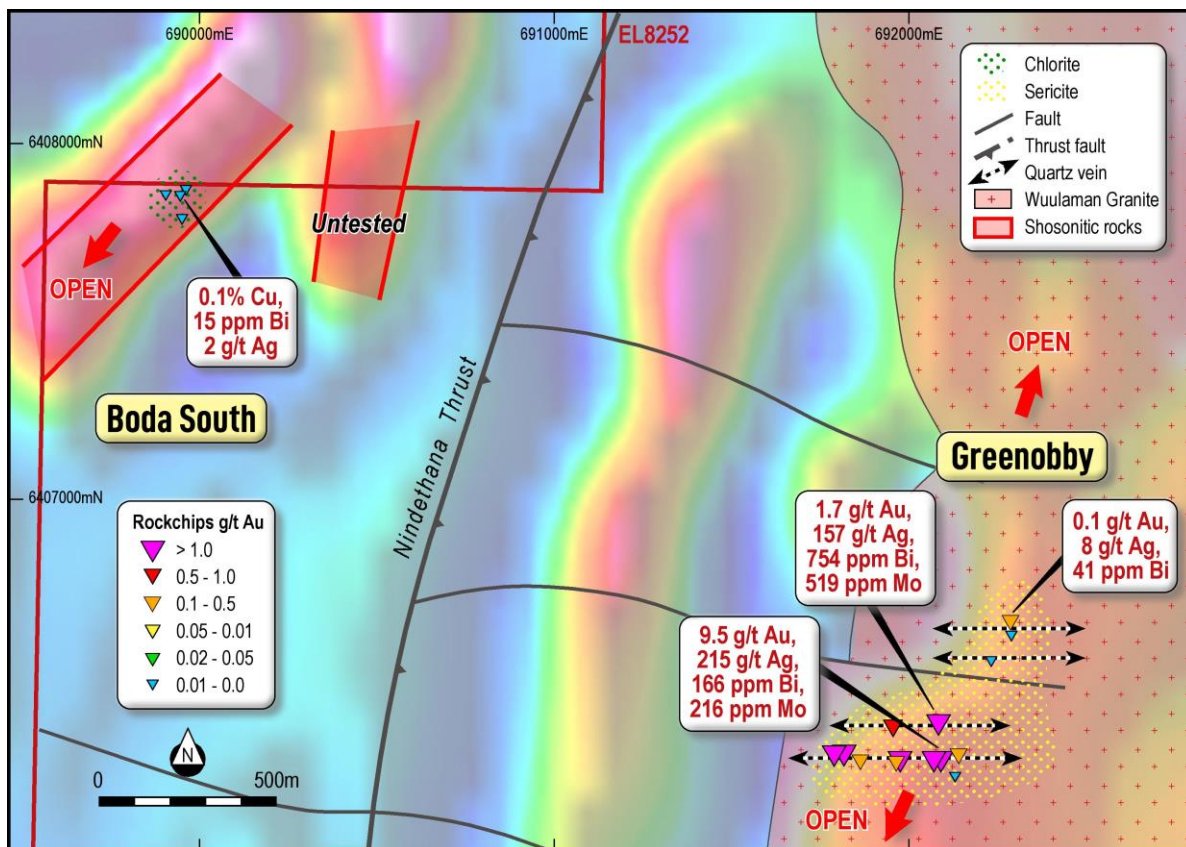 690000mE
691000mE
EL8252
692000mE
Chlorite
Sericite
Fault
Thrust fault
Quartz vein
Wuulaman Granite
Shosonitic rocks
6408000mN
Untested
OPEN
0.1% Cu,
15 ppm Bi
2 g/t Ag
OPEN
Boda South
Nindethana Thrust
Greenobby
6407000mN
1.7 g/t Au,
157 g/t Ag,
754 ppm Bi,
519 ppm Mo
0.1 g/t Au,
8 g/t Ag,
41 ppm Bi
Rockchips g/t Au
> 1.0
0.5 - 1.0
0.1 - 0.5
0.05 - 0.01
0.02 - 0.05
0.01 - 0.0
9.5 g/t Au,
215 g/t Ag,
166 ppm Bi,
216 ppm Mo
N
0 500m
OPEN